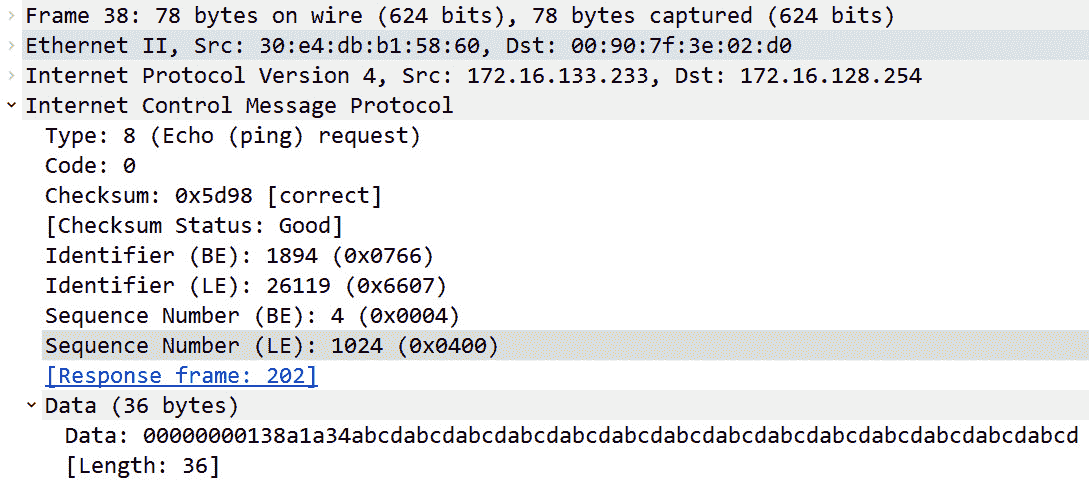 Frame 38: 78 bytes on wire (624 bits), 78 bytes captured (624 bits)
Ethernet II, Src: 30:e4:db:b1:58:60, Dst: 00:90:7f:3e:02:d0
Internet Protocol Version 4, Src: 172.16.133.233, Dst: 172.16.128.254
Internet Control Message Protocol
Type: 8 (Echo (ping) request)
Code: 0
Checksum: 0x5d98 [correct]
[Checksum Status: Good]
Identifier (BE): 1894 (0x0766)
Identifier (LE): 26119 (0x6607)
Sequence Number (BE): 4 (0x0004)
Sequence Number (LE): 1024 (0x0400)
[Response frame: 202]
Data (36 bytes)
Data: 00000000138a1a34abcdabcdabcdabcdabcdabcdabcdabcdabcdabcdabcdabcdabcdabcd
[Length: 36]